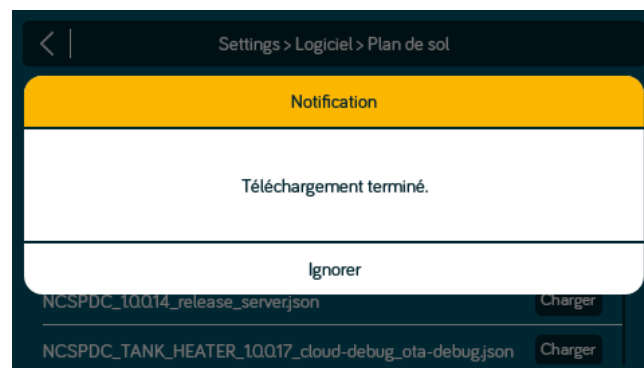 Settings > Logiciel > Plan de sol
Notification
Téléchargement terminé.
Ignorer
NCSPDC_1.0.0.14_release_server.json Charger
NCSPDC_TANK_HEATER_1.0.0.17_cloud-debug_ota-debug.json Charger